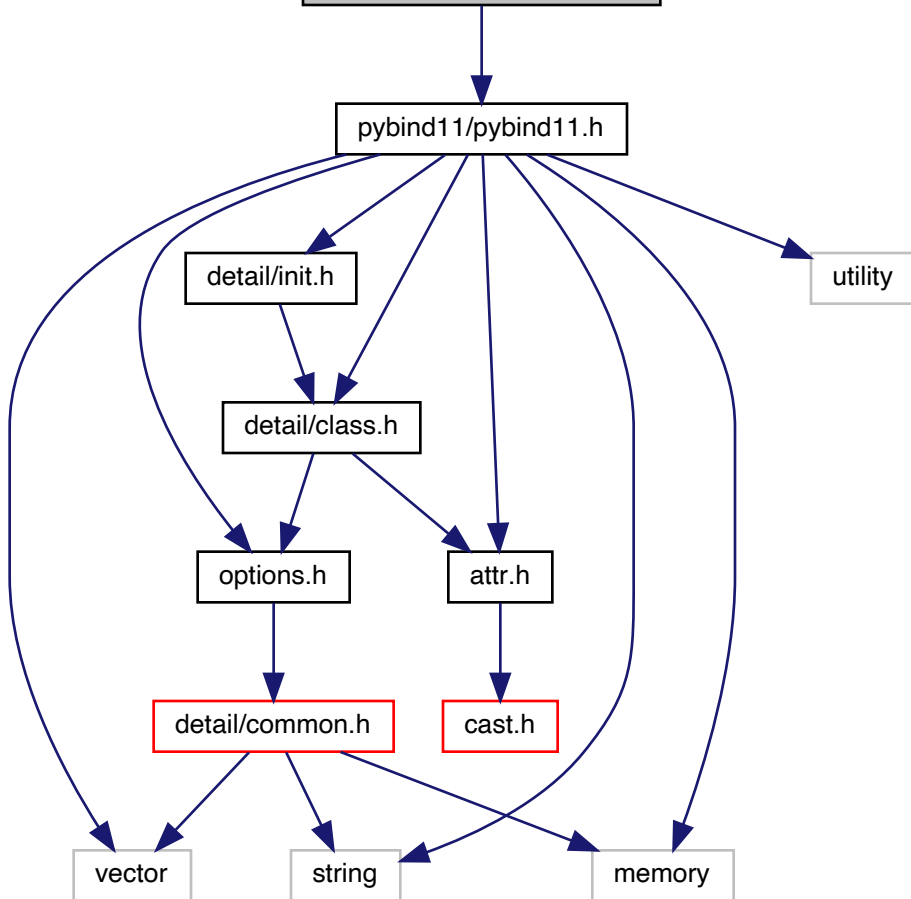 pybind11/pybind11.h
detail/init.h
utility
detail/class.h
options.h
attr.h
detail/common.h
cast.h
vector
string
memory